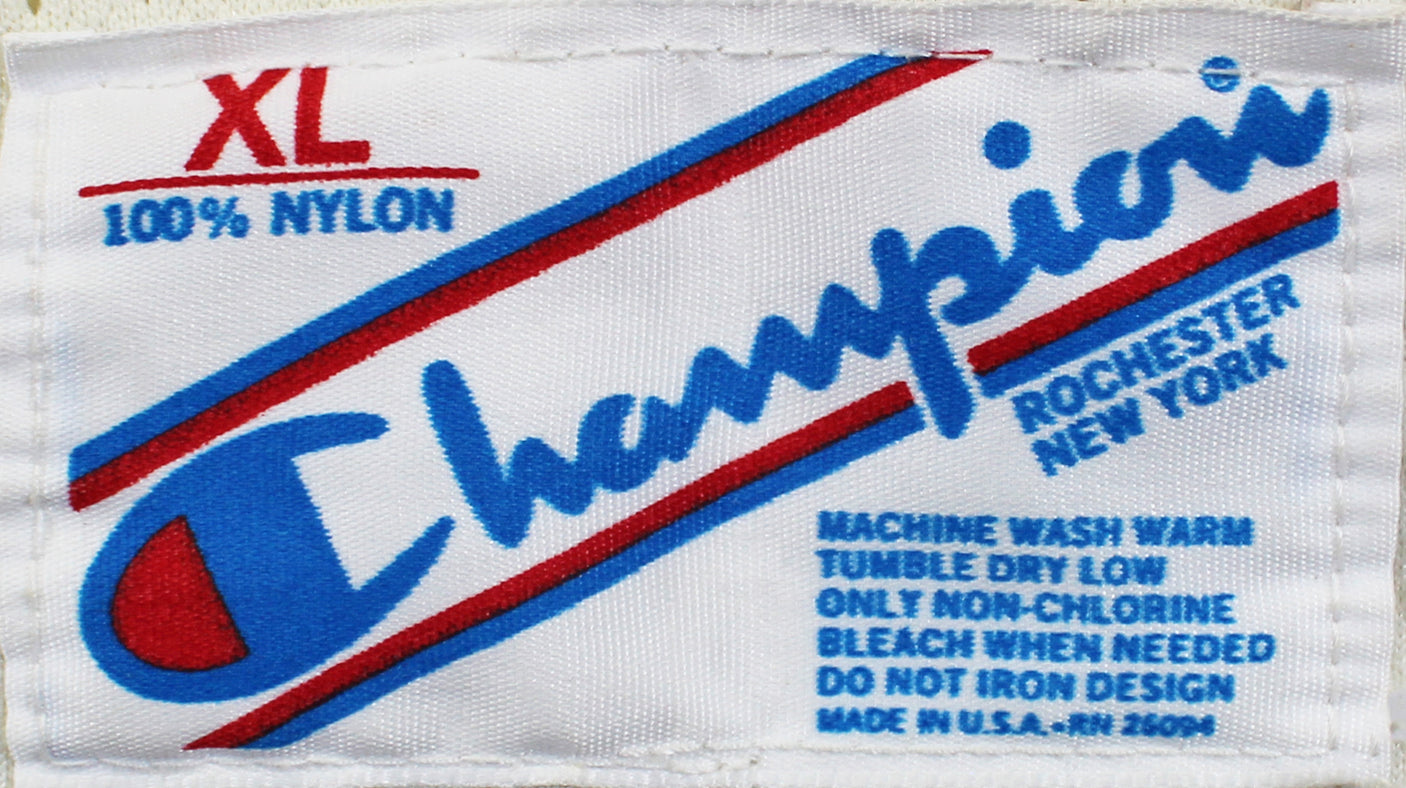 XL
100% NYLON
Champion
ROCHESTER
NEW YORK
MACHINE WASH WARM
TUMBLE DRY LOW
ONLY NON-CHLORINE
BLEACH WHEN NEEDED
DO NOT IRON DESIGN
MADE IN U.S.A.•RN 26094